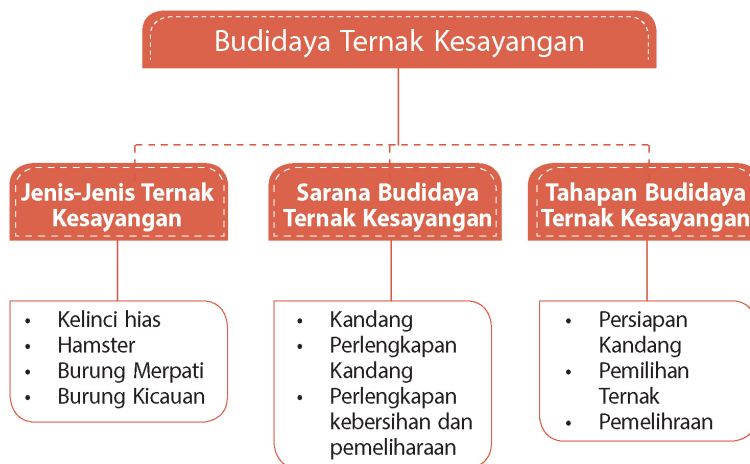 Budidaya Ternak Kesayangan
Jenis-Jenis Ternak
Kesayangan
• Kelinci hias
• Hamster
• Burung Merpati
• Burung Kicauan
Sarana Budidaya
Ternak Kesayangan
• Kandang
• Perlengkapan
Kandang
• Perlengkapan
kebersihan dan
pemeliharaan
Tahapan Budidaya
Ternak Kesayangan
• Persiapan
Kandang
• Pemilihan
Ternak
• Pemelihraan